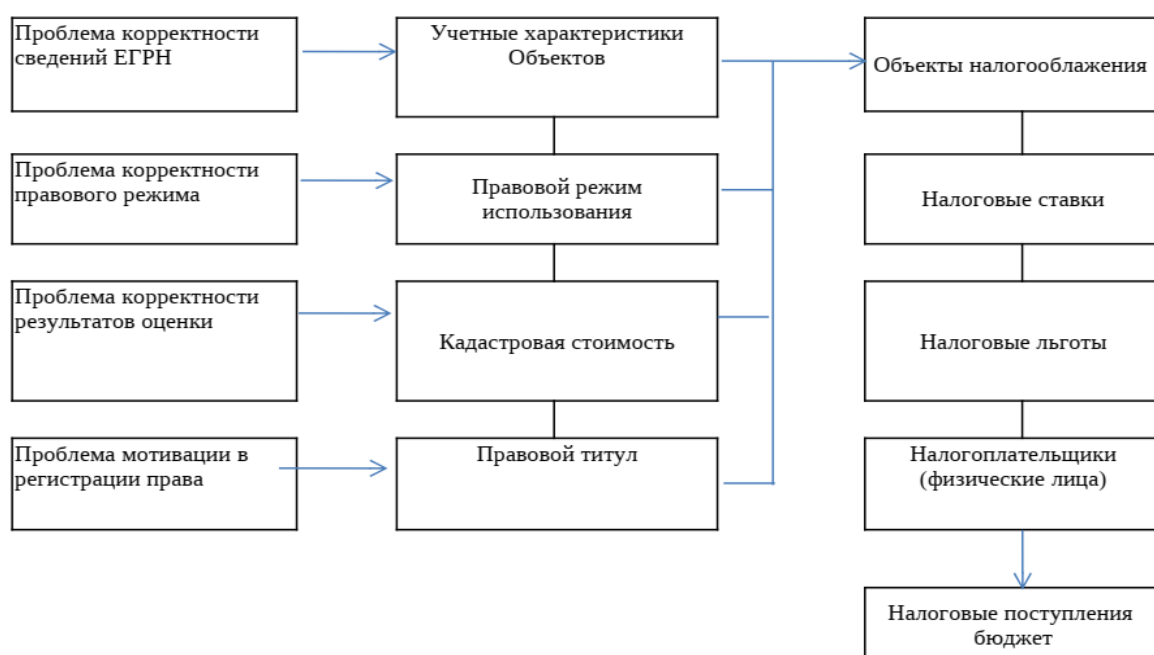 Проблема корректности
сведений ЕГРН
Учетные характеристики
Объектов
Объекты налогооблажения
Проблема корректности
правового режима
Правовой режим
использования
Налоговые ставки
Проблема корректности
результатов оценки
Кадастровая стоимость
Налоговые льготы
Проблема мотивации в
регистрации права
Правовой титул
Налогоплательщики
(физические лица)
Налоговые поступления
бюджет